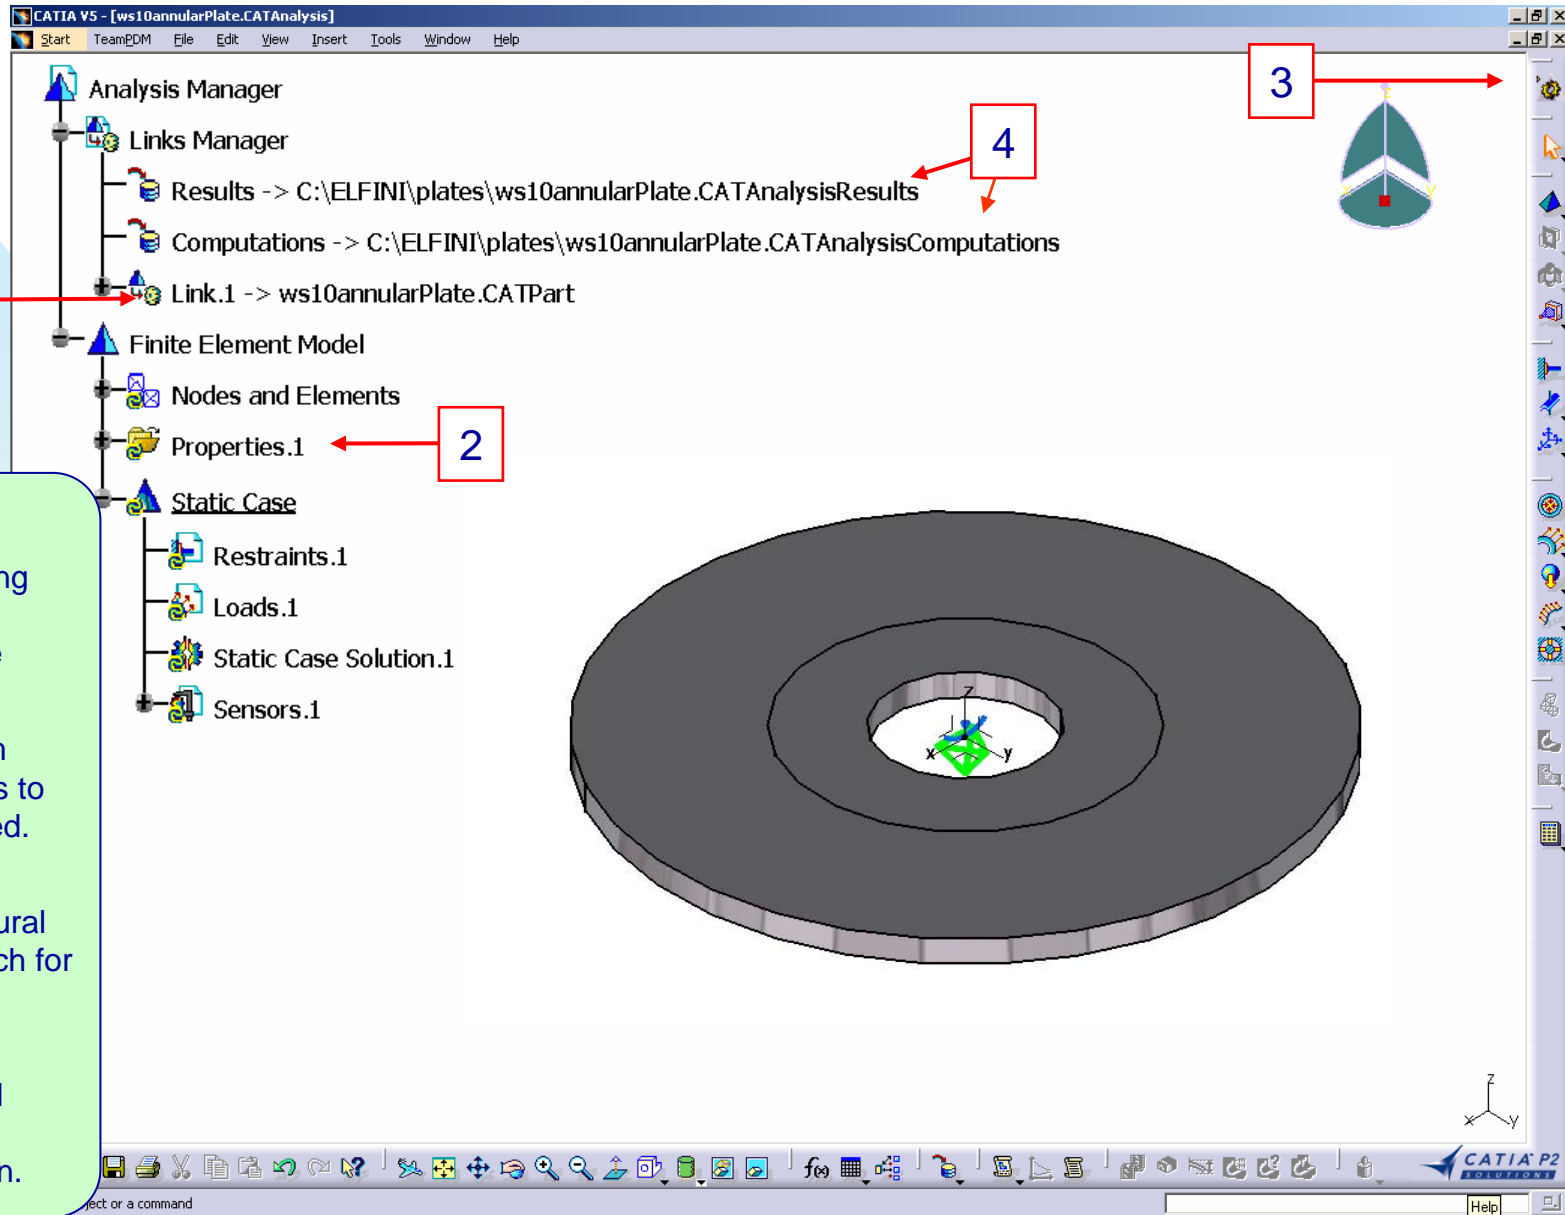 CATIA V5 - [ws10annularPlate.CATAnalysis]
Start TeamPDM File Edit View Insert Tools Window Help
3
Analysis Manager
Links Manager
4
Results -> C:\ELFINI\plates\ws10annularPlate.CATAnalysisResults
Computations -> C:\ELFINI\plates\ws10annularPlate.CATAnalysisComputations
Link.1 -> ws10annularPlate.CATPart
Finite Element Model
Nodes and Elements
Properties.1
2
Static Case
Restraints.1
Loads.1
Static Case Solution.1
Sensors.1
z
x y
z
x y
ng
e
n
s to
ed.
ural
ch for
d
n.
f(x)
CATIA P2
SOLUTIONS
ject or a command
Help